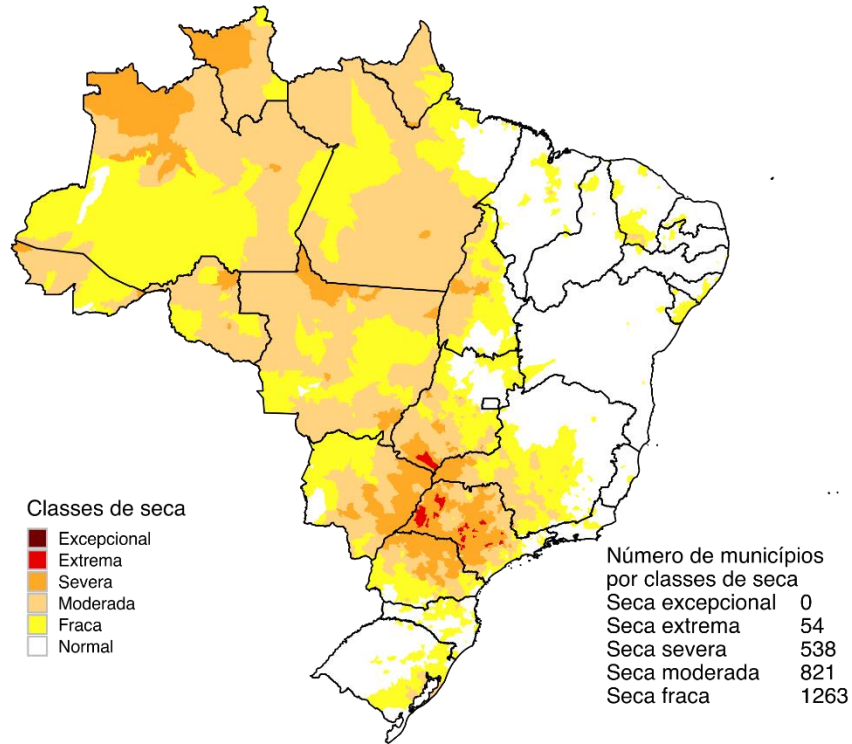 Classes de seca
Excepcional
Extrema
Severa
Moderada
Fraca
Normal
Número de municípios
por classes de seca
Seca excepcional 0
Seca extrema 54
Seca severa 538
Seca moderada 821
Seca fraca 1263